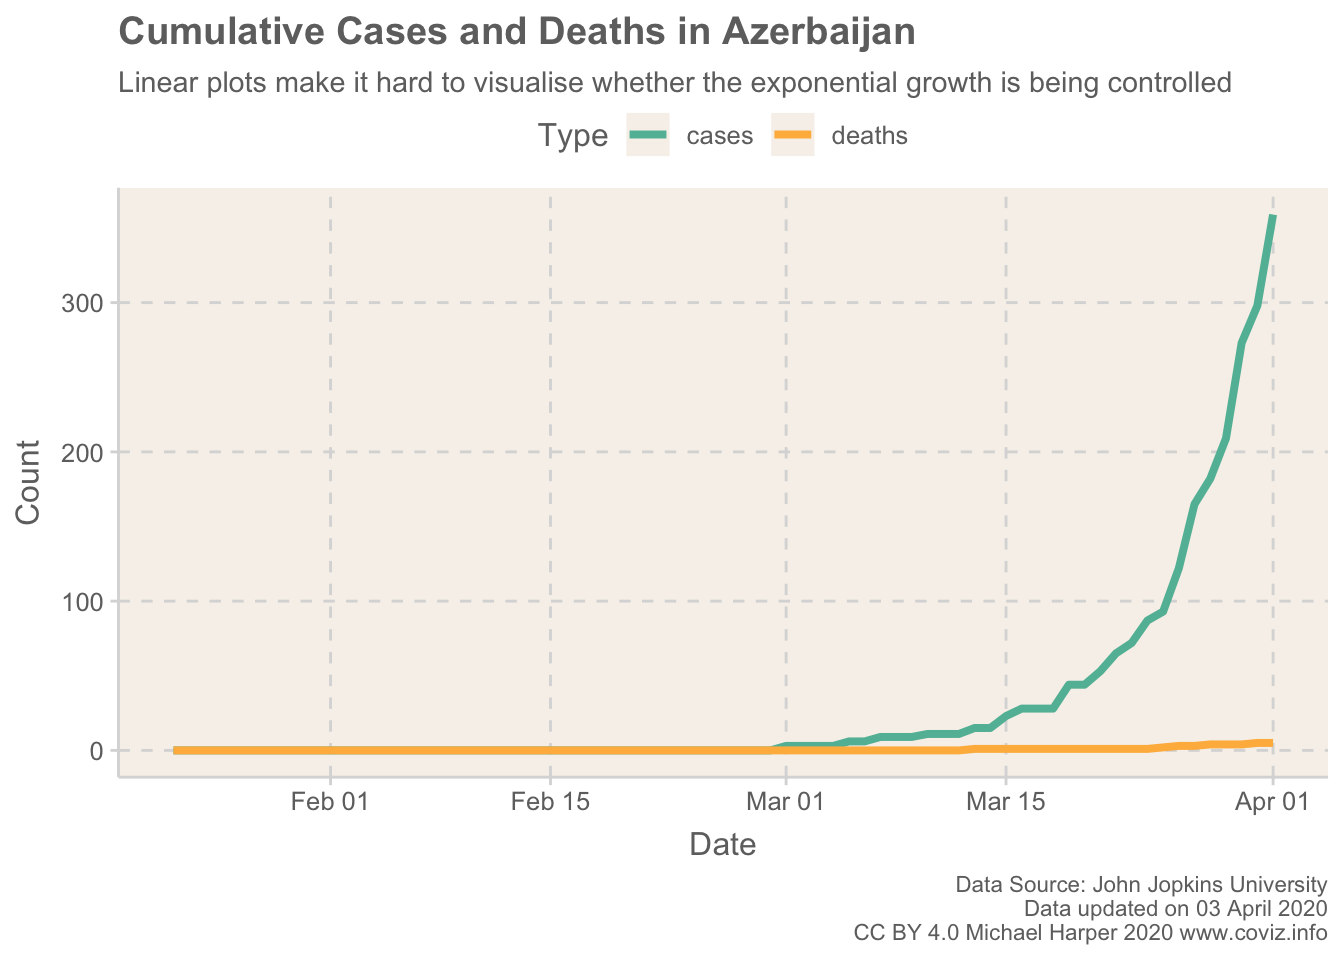 Cumulative Cases and Deaths in Azerbaijan
Linear plots make it hard to visualise whether the exponential growth is being controlled
Type cases deaths
300
200
100
0
Count
Feb 01 Feb 15 Mar 01 Mar 15 Apr 01
Date
Data Source: John Jopkins University
Data updated on 03 April 2020
CC BY 4.0 Michael Harper 2020 www.coviz.info